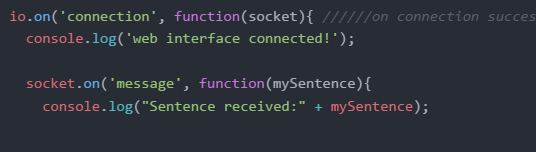 io.on('connection', function(socket){ //////on connection succes
console.log('web interface connected!');
socket.on('message', function(mySentence){
console.log("Sentence received:" + mySentence);